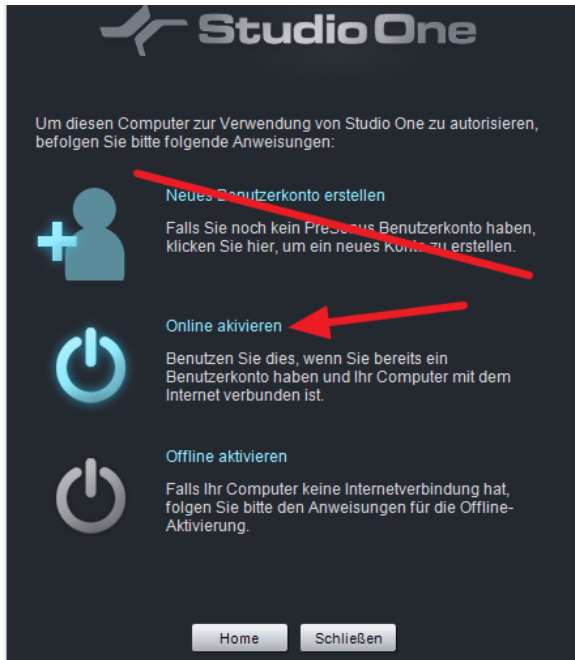 Studio One
Um diesen Computer zur Verwendung von Studio One zu autorisieren,
befolgen Sie bitte folgende Anweisungen:
Neues Benutzerkonto erstellen
Falls Sie noch kein PreSonus Benutzerkonto haben,
klicken Sie hier, um ein neues Konto zu erstellen.
Online akivieren
Benutzen Sie dies, wenn Sie bereits ein
Benutzerkonto haben und Ihr Computer mit dem
Internet verbunden ist.
Offline aktivieren
Falls Ihr Computer keine Internetverbindung hat,
folgen Sie bitte den Anweisungen für die Offline-
Aktivierung.
Home
Schließen